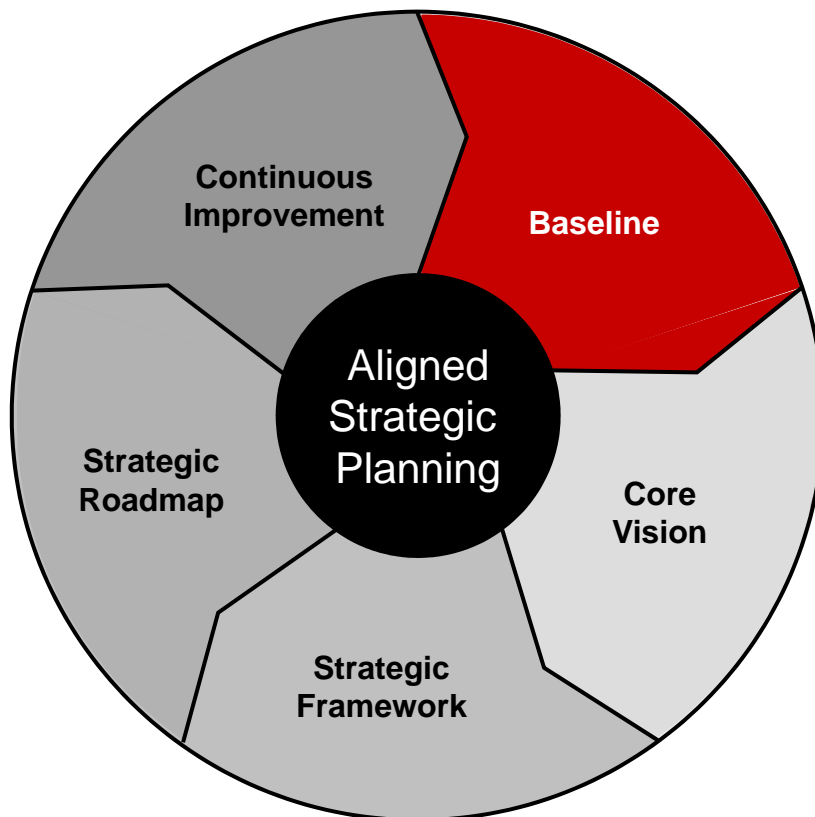 Continuous
Improvement
Baseline
Aligned
Strategic
Planning
Strategic
Roadmap
Core
Vision
Strategic
Framework